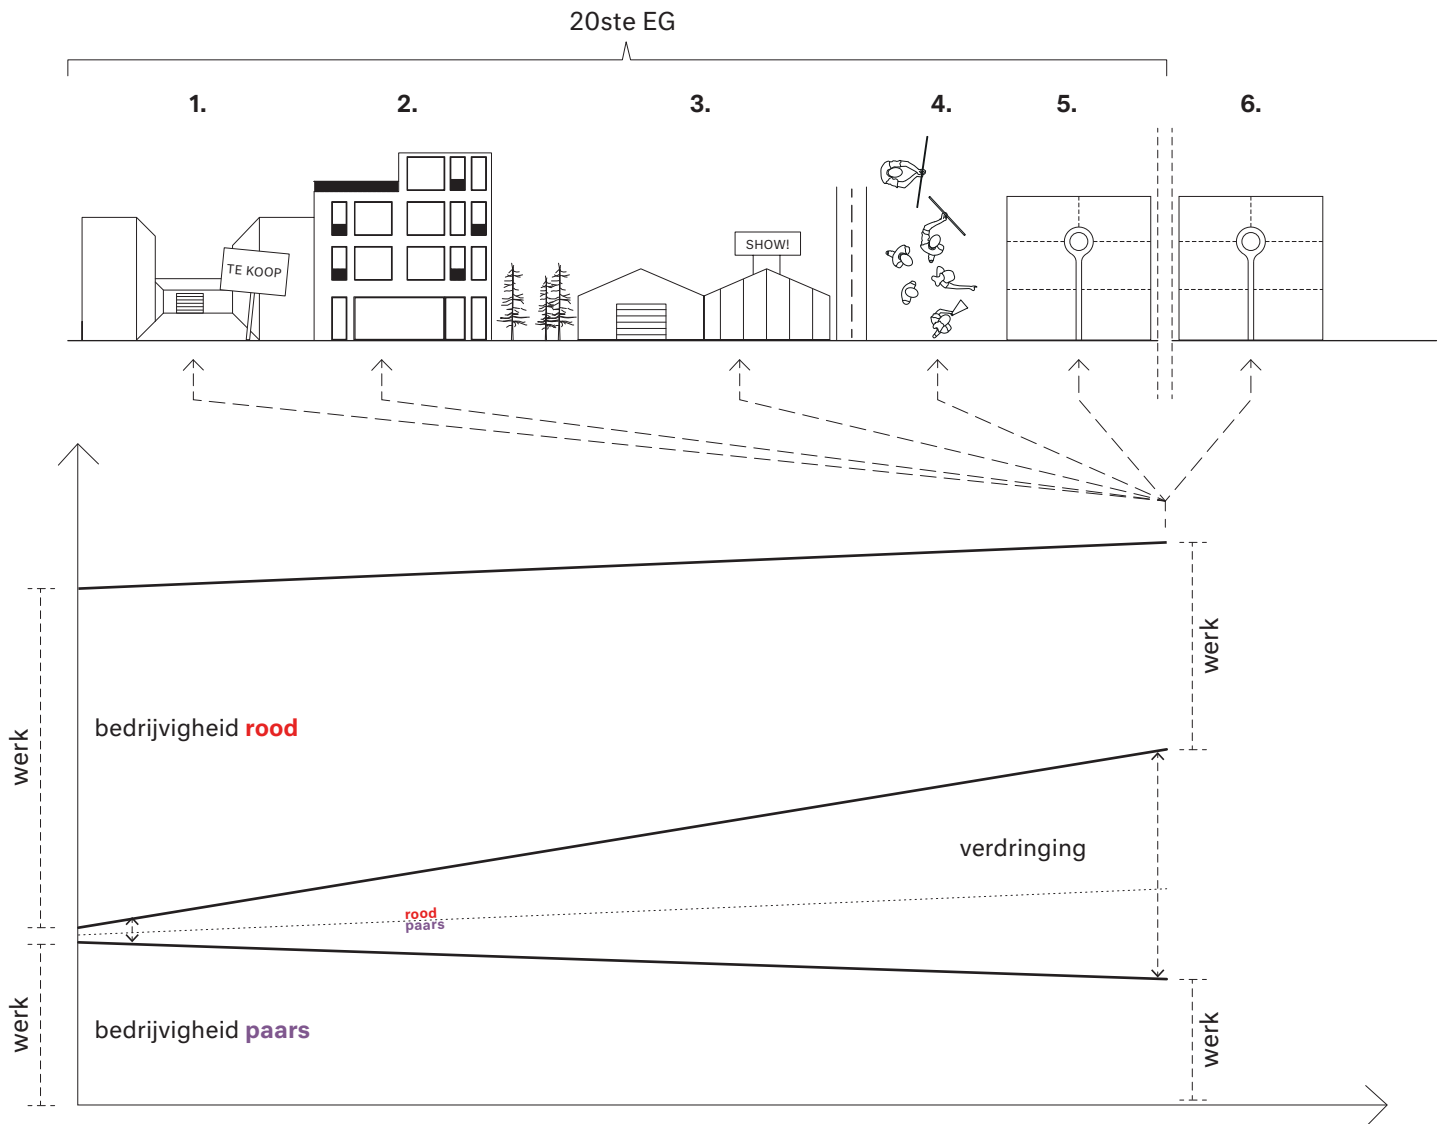 20ste EG
1. 2. 3. 4. 5. 6.
TE KOOP
SHOW!
werk
werk
bedrijvigheid rood
verdringing
rood
paars
werk
bedrijvigheid paars
werk